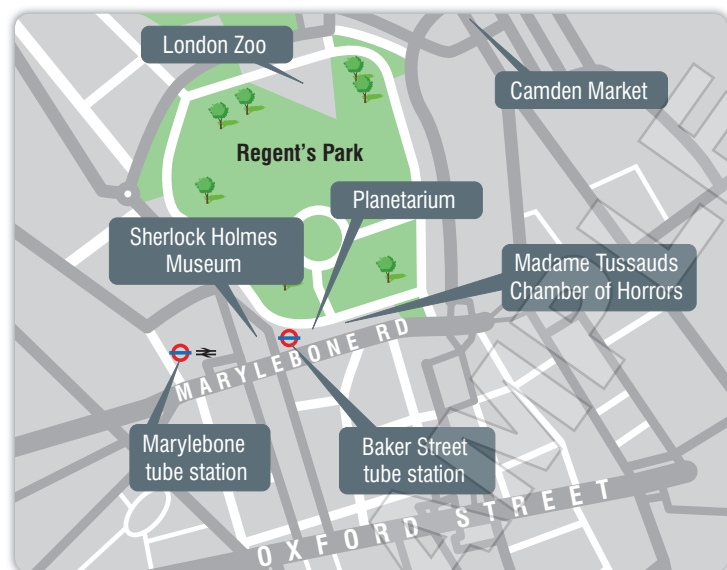 London Zoo
Camden Market
Regent's Park
Planetarium
Sherlock Holmes
Museum
Madame Tussauds
Chamber of Horrors
MARYLEBONE RD
Marylebone
tube station
Baker Street
tube station
OXFORD STREET